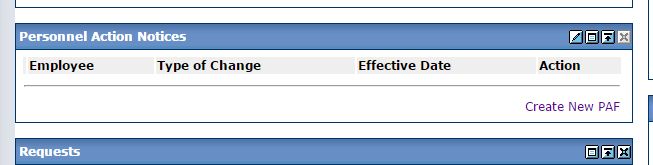 Personnel Action Notices
Employee Type of Change Effective Date Action
Create New PAF
Requests